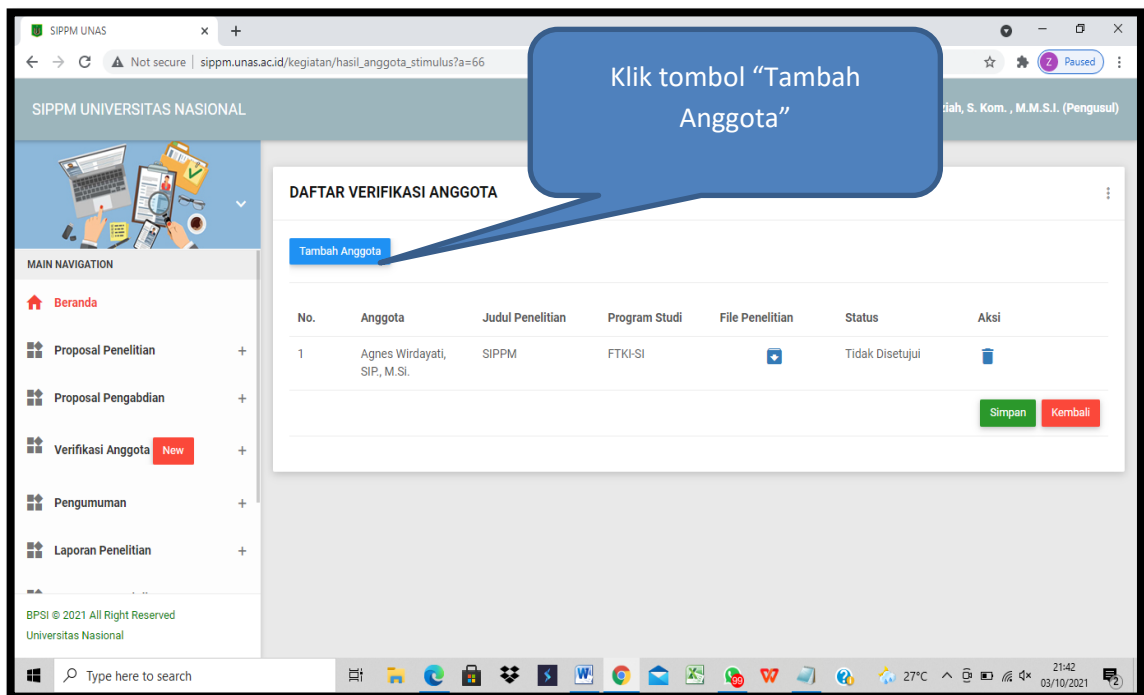 SIPPM UNAS
Not secure | sippm.unas.ac.id/kegiatan/hasil_anggota_stimulus?a=66
Paused
Klik tombol “Tambah
Anggota”
SIPPM UNIVERSITAS NASIONAL
S. Kom. , M.M.S.I. (Pengusul)
DAFTAR VERIFIKASI ANGGOTA
Tambah Anggota
MAIN NAVIGATION
Beranda
Proposal Penelitian
Proposal Pengabdian
Verifikasi Anggota New
Pengumuman
Laporan Penelitian
No. Anggota Judul Penelitian Program Studi File Penelitian Status Aksi
1 Agnes Wirdayati, SIPPM FTKI-SI Tidak Disetujui
SIP., M.Si.
Simpan Kembali
BPSI © 2021 All Right Reserved
Universitas Nasional
Type here to search
99
27°C
21:42
03/10/2021
2